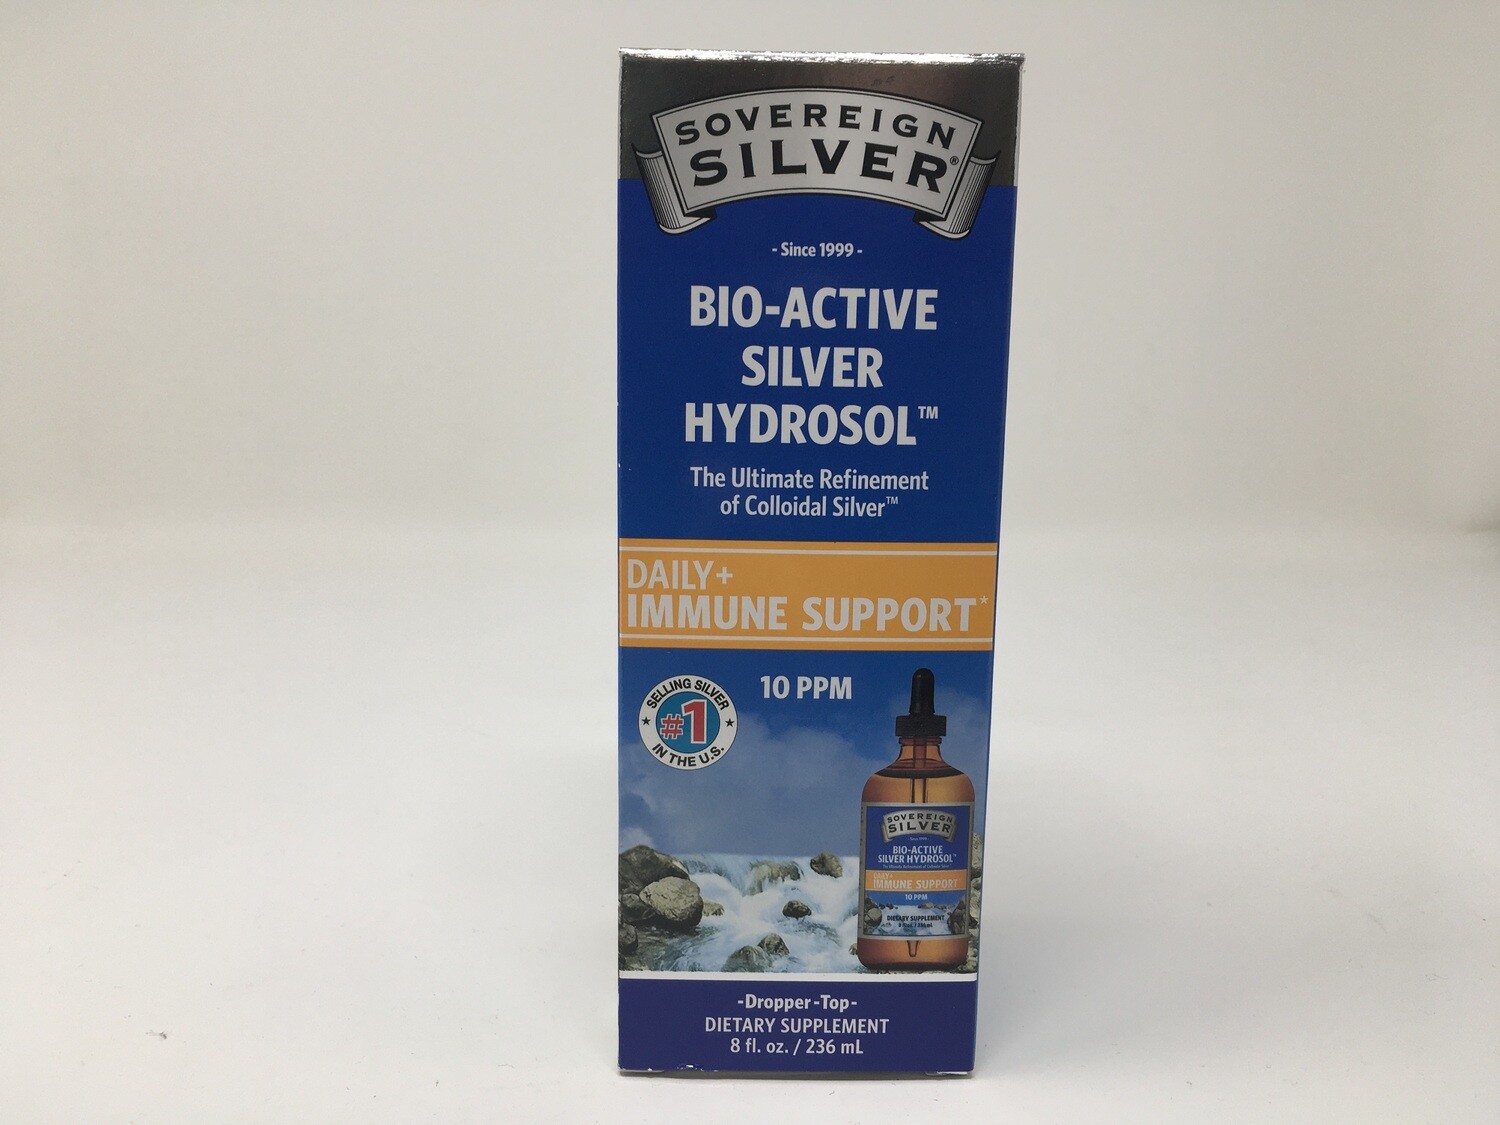 SOVEREIGN
SILVER®
- Since 1999 -
BIO-ACTIVE
SILVER
HYDROSOL™
The Ultimate Refinement
of Colloidal Silver™
DAILY+
IMMUNE SUPPORT*
10 PPM
SELLING SILVER
#1
IN THE U.S.
SOVEREIGN
SILVER
BIO-ACTIVE
SILVER HYDROSOL™
DAILY+
IMMUNE SUPPORT
10 PPM
DIETARY SUPPLEMENT
-Dropper-Top-
DIETARY SUPPLEMENT
8 fl. oz. / 236 mL